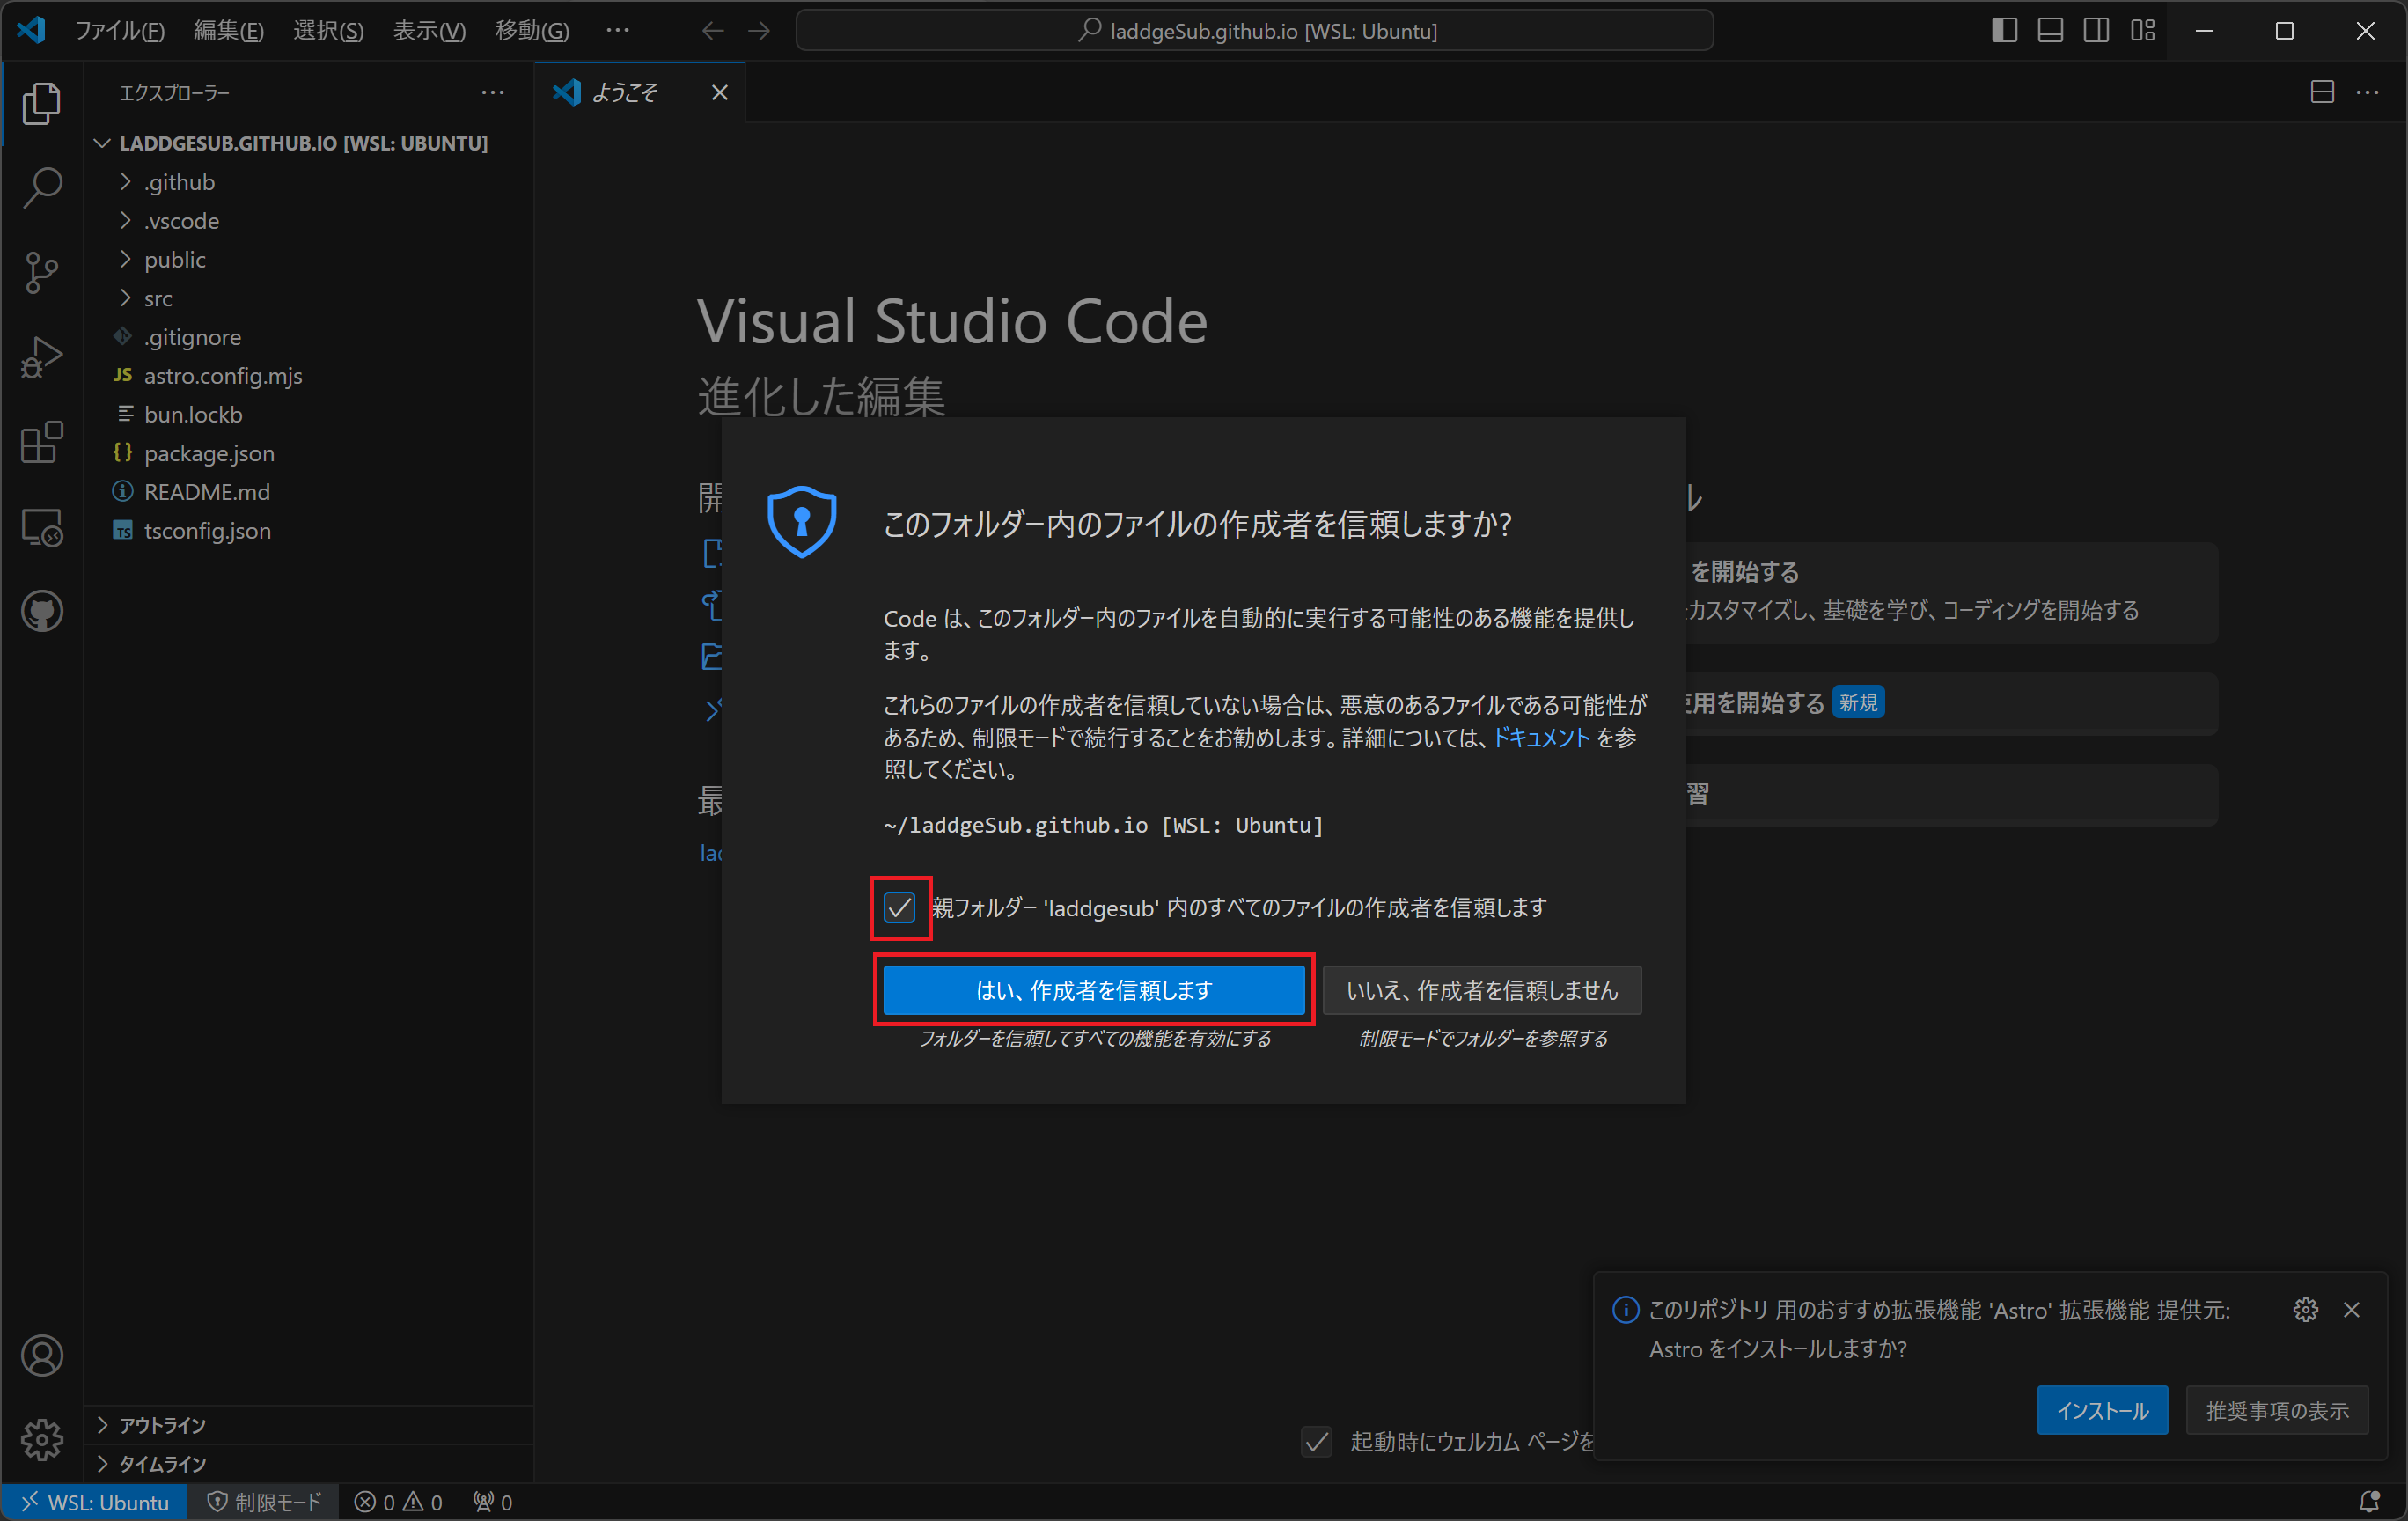 ファイル(F) 編集(E) 選択(S) 表示(V) 移動(G) ··· laddgeSub.github.io [WSL: Ubuntu]
エクスプローラー ···
ようこそ
LADDGESUB.GITHUB.IO [WSL: UBUNTU]
.github
.vscode
public
src
.gitignore
JS astro.config.mjs
bun.lockb
{} package.json
README.md
TS tsconfig.json
アウトライン
タイムライン
Visual Studio Code
進化した編集
開
最
lad
ル
を開始する
カスタマイズし、基礎を学び、コーディングを開始する
使用を開始する 新規
習
このフォルダー内のファイルの作成者を信頼しますか?
Code は、このフォルダー内のファイルを自動的に実行する可能性のある機能を提供し
ます。
これらのファイルの作成者を信頼していない場合は、悪意のあるファイルである可能性が
あるため、制限モードで続行することをお勧めします。詳細については、ドキュメント を参
照してください。
~/laddgeSub.github.io [WSL: Ubuntu]
親フォルダー 'laddgesub' 内のすべてのファイルの作成者を信頼します
はい、作成者を信頼します いいえ、作成者を信頼しません
フォルダーを信頼してすべての機能を有効にする 制限モードでフォルダーを参照する
このリポジトリ 用のおすすめ拡張機能 'Astro' 拡張機能 提供元:
Astro をインストールしますか?
インストール 推奨事項の表示
起動時にウェルカム ページを
WSL: Ubuntu 制限モード 0 0 0